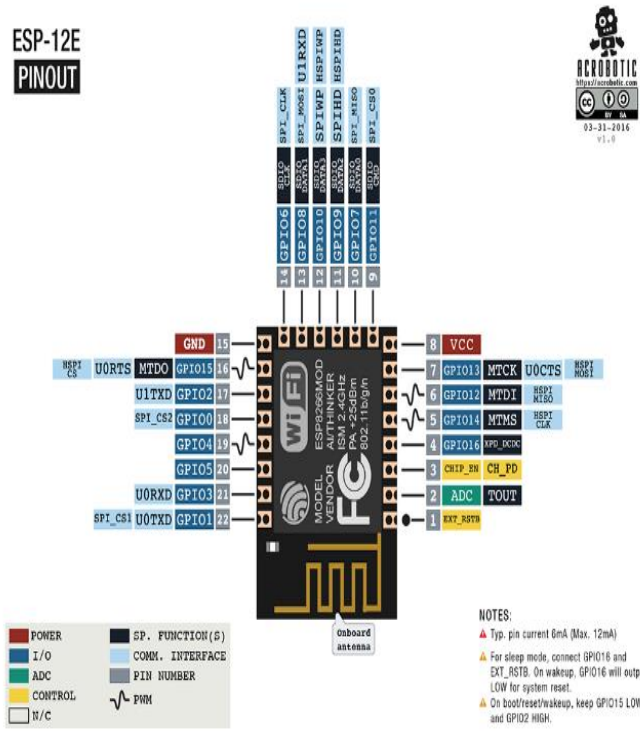 ESP-12E
PINOUT
ACROBOTIC
https://acrobotic.com
CC BY SA
03-31-2016
v1.0
SPI_CLK
SPI_MOSI U1RXD
SPIWP HSPIWP
SPIHD HSPIHD
SPI_MISO
SPI_CS0
SDIO CLK
SDIO DATA1
SDIO DATA3
SDIO DATA2
SDIO DATA0
SDIO CMD
GPIO6
GPIO8
GPIO10
GPIO9
GPIO7
GPIO11
14
13
12
11
10
9
GND 15
HSPI CS U0RTS MTDO GPIO15 16
U1TXD GPIO2 17
SPI_CS2 GPIO0 18
GPIO4 19
GPIO5 20
U0RXD GPIO3 21
SPI_CS1 U0TXD GPIO1 22
WiFi
ESP8266MOD
AI/THINKER
ISM 2.4GHz
PA +25dBm
802.11b/g/n
MODEL
VENDOR
FC
8 VCC
7 GPIO13 MTCK U0CTS HSPI MOSI
6 GPIO12 MTDI HSPI MISO
5 GPIO14 MTMS HSPI CLK
4 GPIO16 XPD_DCDC
3 CHIP_EN CH_PD
2 ADC TOUT
1 EXT_RSTB
Onboard
antenna
POWER
I/O
ADC
CONTROL
N/C
SP. FUNCTION(S)
COMM. INTERFACE
PIN NUMBER
PWM
NOTES:
Typ. pin current 6mA (Max. 12mA)
For sleep mode, connect GPIO16 and
EXT_RSTB. On wakeup, GPIO16 will outp
LOW for system reset.
On boot/reset/wakeup, keep GPIO15 LOW
and GPIO2 HIGH.